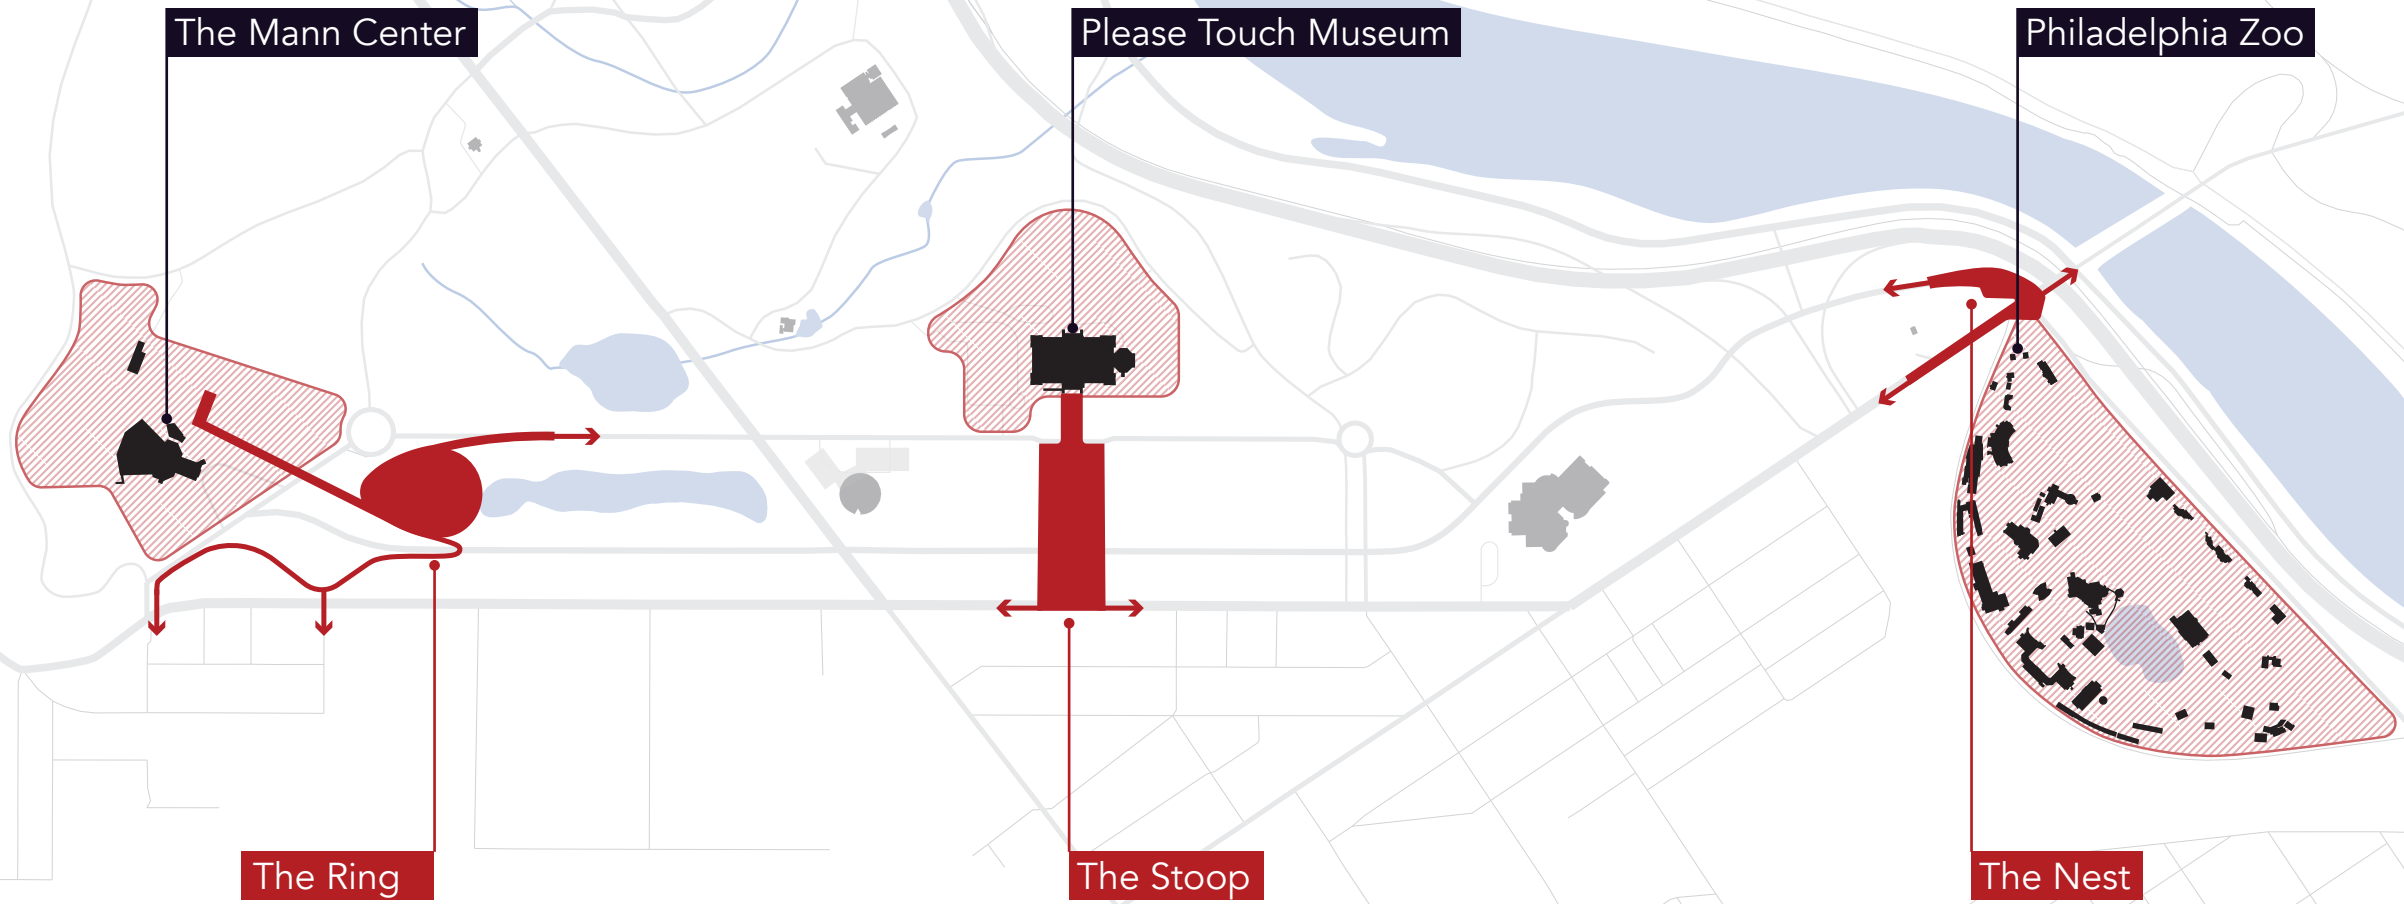 The Mann Center
Please Touch Museum
Philadelphia Zoo
The Ring
The Stoop
The Nest